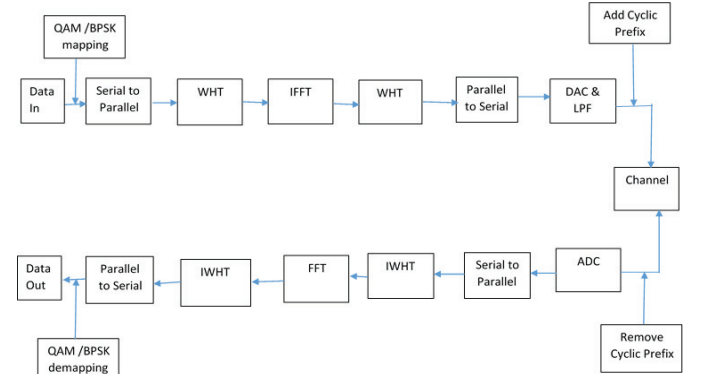 QAM /BPSK
mapping
Add Cyclic
Prefix
Data
In
Serial to
Parallel
WHT
IFFT
WHT
Parallel
to Serial
DAC &
LPF
Channel
Data
Out
Parallel
to Serial
IWHT
FFT
IWHT
Serial to
Parallel
ADC
QAM /BPSK
demapping
Remove
Cyclic Prefix